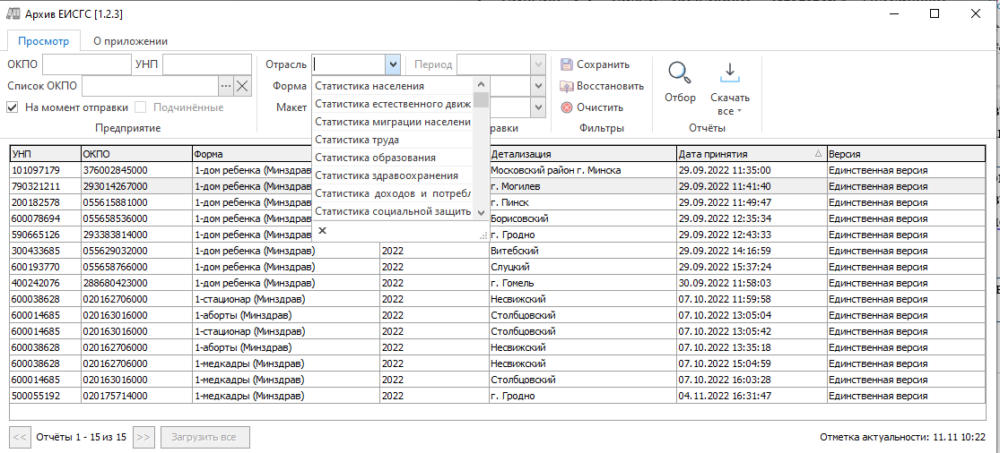 Архив ЕИСГС [1.2.3]
Просмотр О приложении
ОКПО УНП Отрасль Период Сохранить
Список ОКПО Форма Восстановить Отбор Скачать все
На момент отправки Подчинённые Макет Очистить
Предприятие Фильтры Отчёты
Статистика населения
Статистика естественного движ
Статистика миграции населени
Статистика труда
Статистика образования
Статистика здравоохранения
Статистика доходов и потребл
Статистика социальной защить
УНП ОКПО Форма Детализация Дата принятия Версия
101097179 376002845000 1-дом ребенка (Минздрав) Московский район г. Минска 29.09.2022 11:35:00 Единственная версия
790321211 293014267000 1-дом ребенка (Минздрав) г. Могилев 29.09.2022 11:41:40 Единственная версия
200182578 055615881000 1-дом ребенка (Минздрав) г. Пинск 29.09.2022 11:49:47 Единственная версия
600078694 055658536000 1-дом ребенка (Минздрав) Борисовский 29.09.2022 12:35:34 Единственная версия
590665126 293383814000 1-дом ребенка (Минздрав) г. Гродно 29.09.2022 12:43:33 Единственная версия
300433685 055629032000 1-дом ребенка (Минздрав) 2022 Витебский 29.09.2022 14:16:59 Единственная версия
600193770 055658766000 1-дом ребенка (Минздрав) 2022 Слуцкий 29.09.2022 15:37:24 Единственная версия
400242076 288680423000 1-дом ребенка (Минздрав) 2022 г. Гомель 30.09.2022 11:58:03 Единственная версия
600038628 020162706000 1-стационар (Минздрав) 2022 Несвижский 07.10.2022 11:59:58 Единственная версия
600014685 020163016000 1-аборты (Минздрав) 2022 Столбцовский 07.10.2022 13:05:04 Единственная версия
600014685 020163016000 1-стационар (Минздрав) 2022 Столбцовский 07.10.2022 13:05:42 Единственная версия
600038628 020162706000 1-аборты (Минздрав) 2022 Несвижский 07.10.2022 13:35:18 Единственная версия
600038628 020162706000 1-медкадры (Минздрав) 2022 Несвижский 07.10.2022 15:04:59 Единственная версия
600014685 020163016000 1-медкадры (Минздрав) 2022 Столбцовский 07.10.2022 16:03:28 Единственная версия
500055192 020175714000 1-медкадры (Минздрав) 2022 г. Гродно 04.11.2022 16:31:47 Единственная версия
<< Отчёты 1 - 15 из 15 >> Загрузить все Отметка актуальности: 11.11 10:22